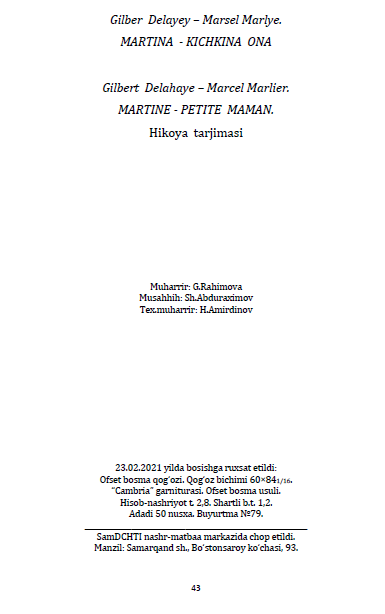 Gilber Delayey – Marsel Marlye.
MARTINA - KICHKINA ONA
Gilbert Delahaye – Marcel Marlier.
MARTINE - PETITE MAMAN.
Hikoya tarjimasi
Muharrir: G.Rahimova
Musahhih: Sh.Abduraximov
Tex.muharrir: H.Amirdinov
23.02.2021 yilda bosishga ruxsat etildi:
Ofset bosma qog‘ozi. Qog‘oz bichimi 60×841/16.
“Cambria” garniturasi. Ofset bosma usuli.
Hisob-nashriyot t. 2,8. Shartli b.t. 1,2.
Adadi 50 nusxa. Buyurtma №79.
SamDCHTI nashr-matbaa markazida chop etildi.
Manzil: Samarqand sh., Bo‘stonsaroy ko‘chasi, 93.
43